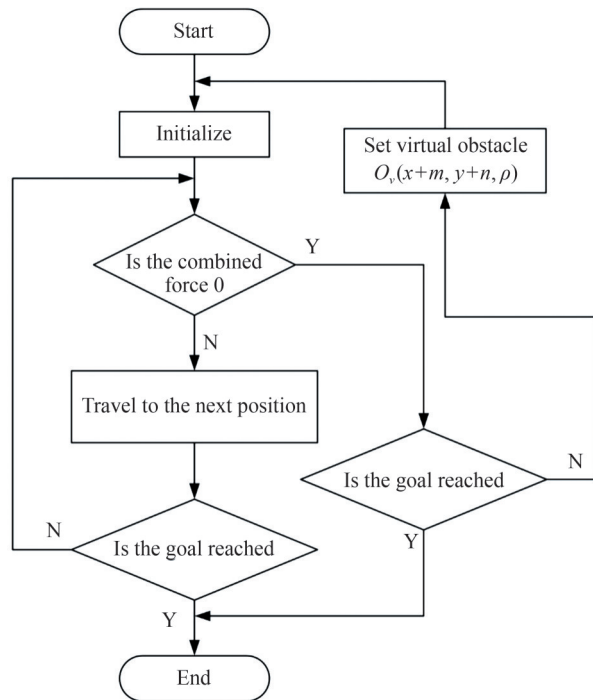 Start
Initialize
Set virtual obstacle
Oᵥ(x+m, y+n, ρ)
Is the combined
force 0
Y
N
Travel to the next position
Is the goal reached
N
Y
Is the goal reached
N
Y
End